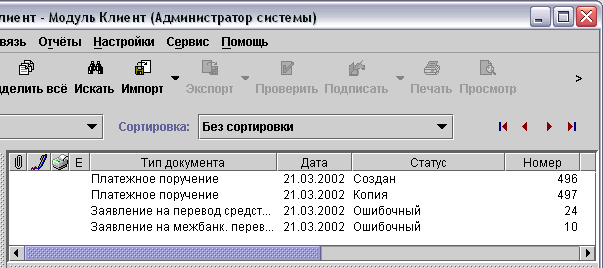 лиент - Модуль Клиент (Администратор системы)
вязь Отчёты Настройки Сервис Помощь
делить всё Искать Импорт Экспорт Проверить Подписать Печать Просмотр >
Сортировка: Без сортировки
Е Тип документа Дата Статус Номер
Платежное поручение 21.03.2002 Создан 496
Платежное поручение 21.03.2002 Копия 497
Заявление на перевод средст... 21.03.2002 Ошибочный 24
Заявление на межбанк. перев... 21.03.2002 Ошибочный 10